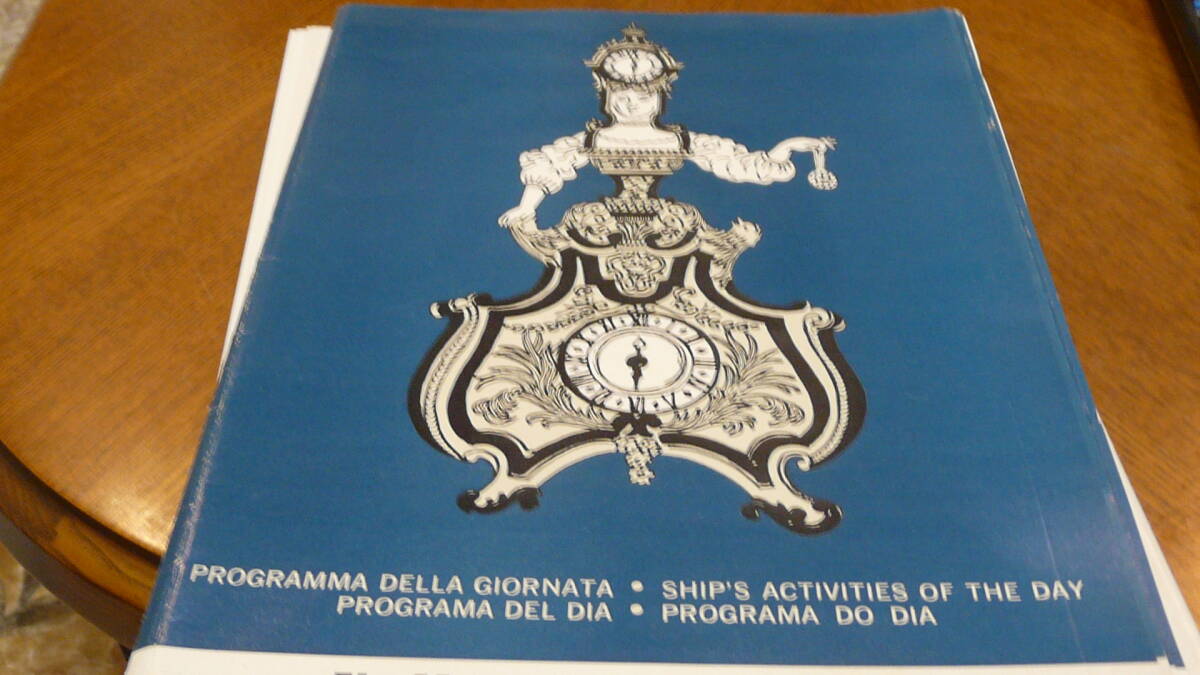 PROGRAMMA DELLA GIORNATA • SHIP'S ACTIVITIES OF THE DAY
PROGRAMA DEL DIA • PROGRAMA DO DIA